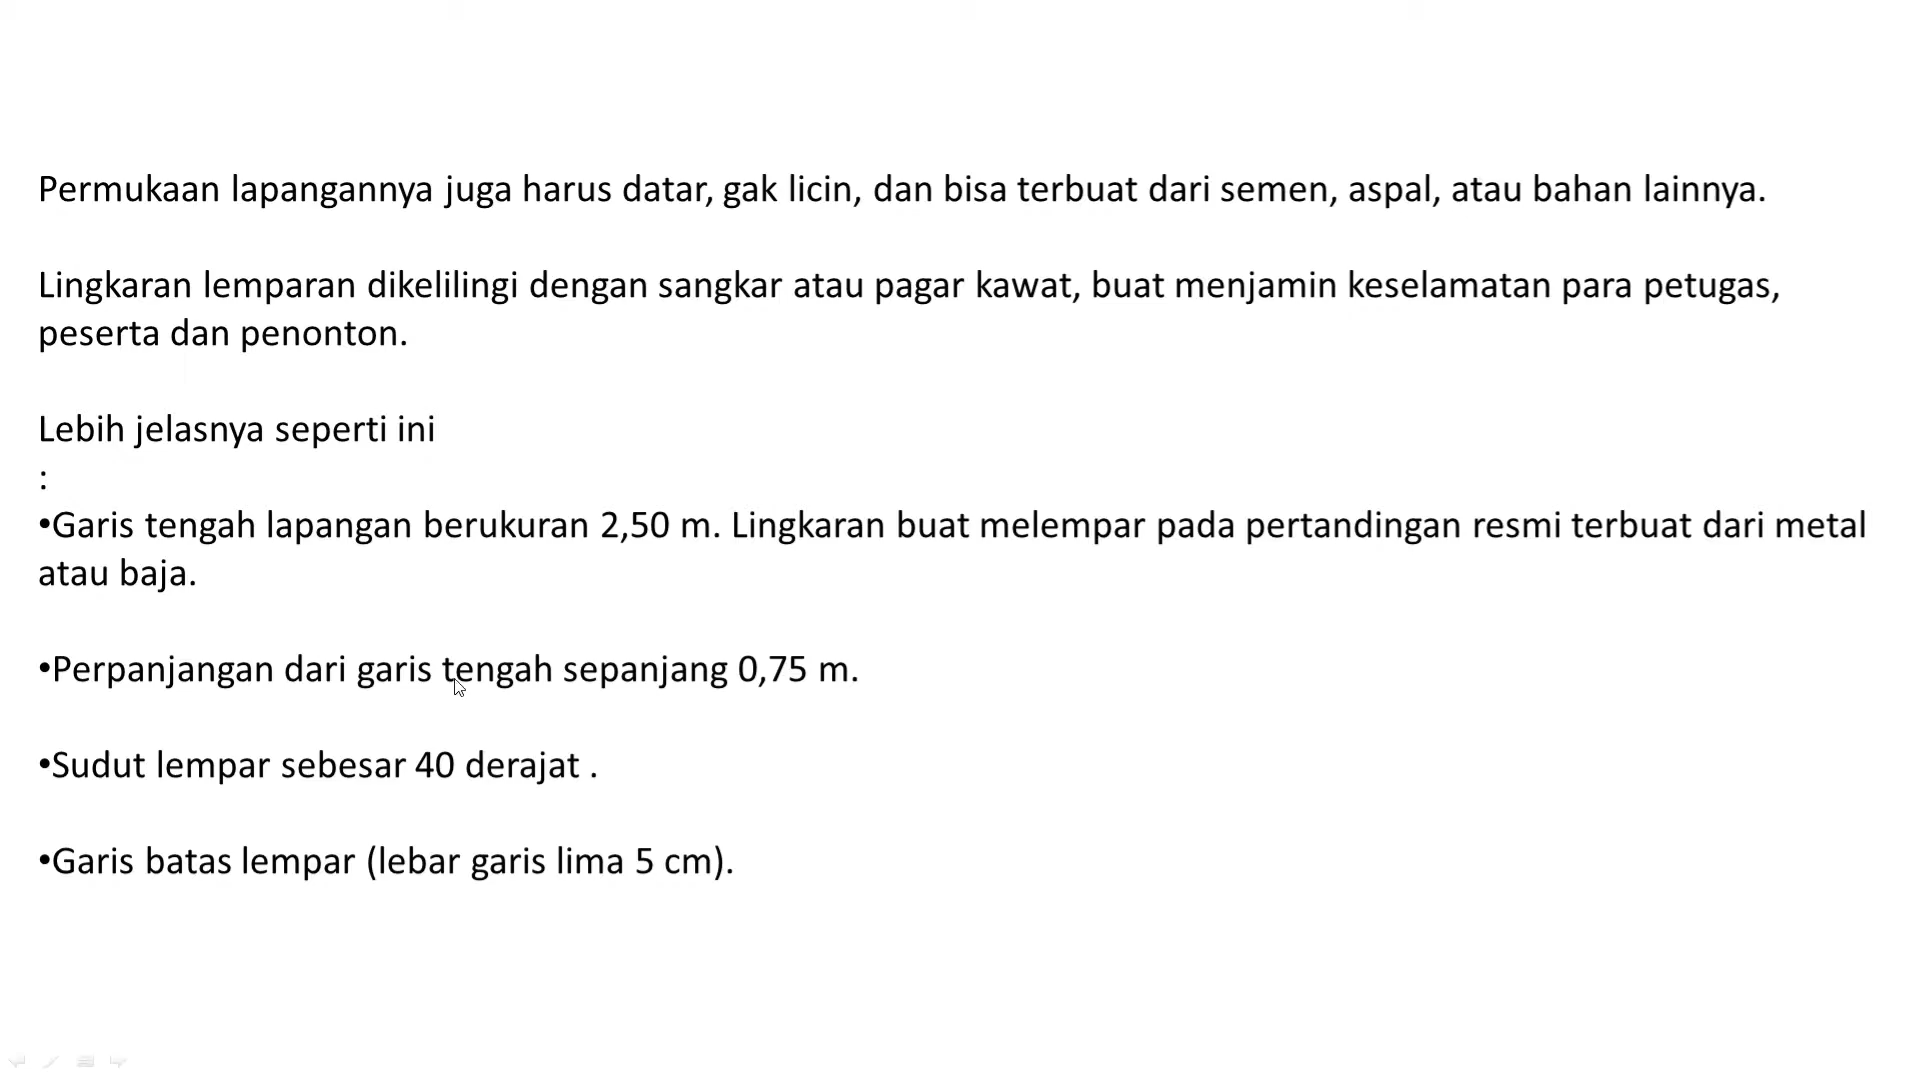 Permukaan lapangannya juga harus datar, gak licin, dan bisa terbuat dari semen, aspal, atau bahan lainnya.
Lingkaran lemparan dikelilingi dengan sangkar atau pagar kawat, buat menjamin keselamatan para petugas,
peserta dan penonton.
Lebih jelasnya seperti ini
:
•Garis tengah lapangan berukuran 2,50 m. Lingkaran buat melempar pada pertandingan resmi terbuat dari metal
atau baja.
•Perpanjangan dari garis tengah sepanjang 0,75 m.
•Sudut lempar sebesar 40 derajat .
•Garis batas lempar (lebar garis lima 5 cm).